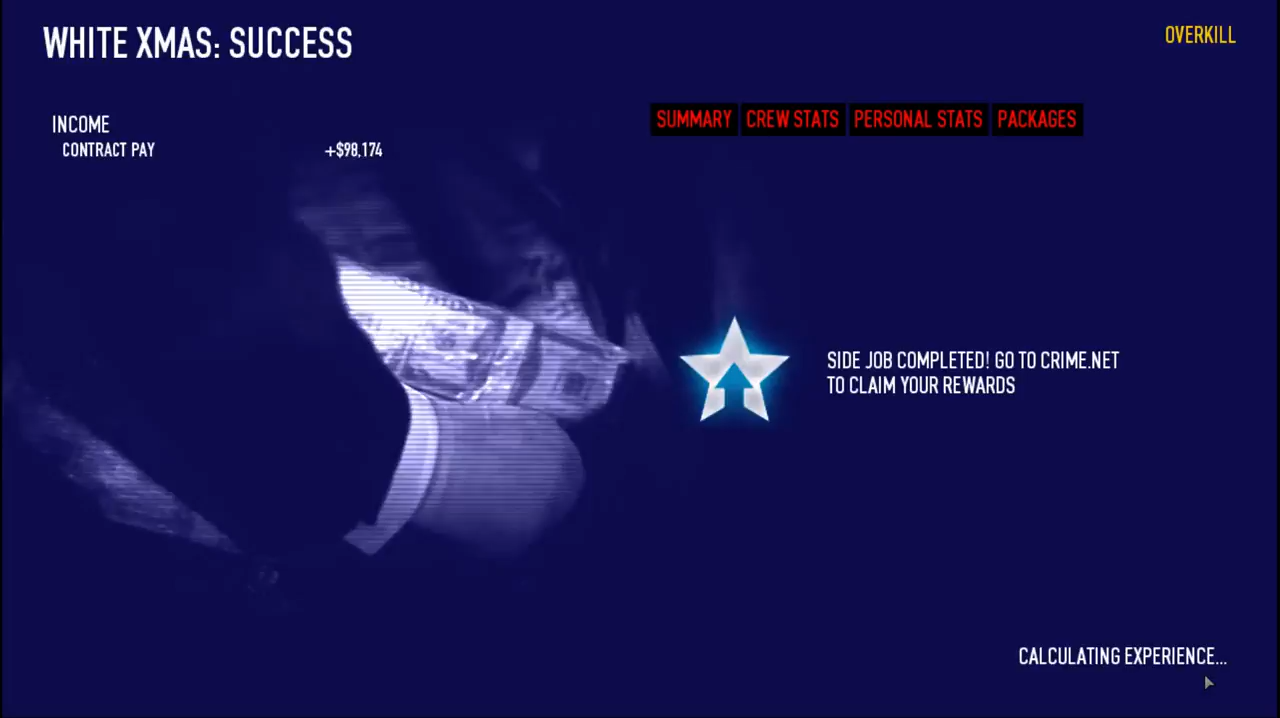 WHITE XMAS: SUCCESS
OVERKILL
INCOME
CONTRACT PAY +$98,174
SUMMARY CREW STATS PERSONAL STATS PACKAGES
SIDE JOB COMPLETED! GO TO CRIME.NET
TO CLAIM YOUR REWARDS
CALCULATING EXPERIENCE...